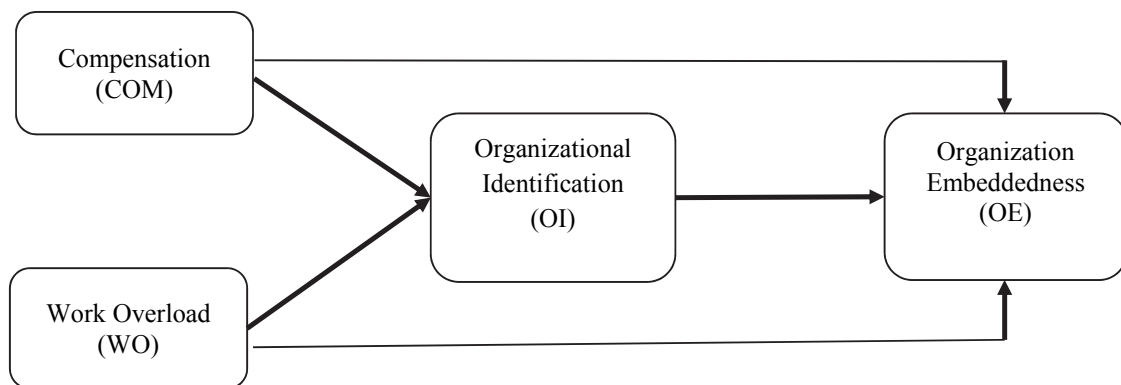 Compensation
(COM)
Organizational
Identification
(OI)
Organization
Embeddedness
(OE)
Work Overload
(WO)